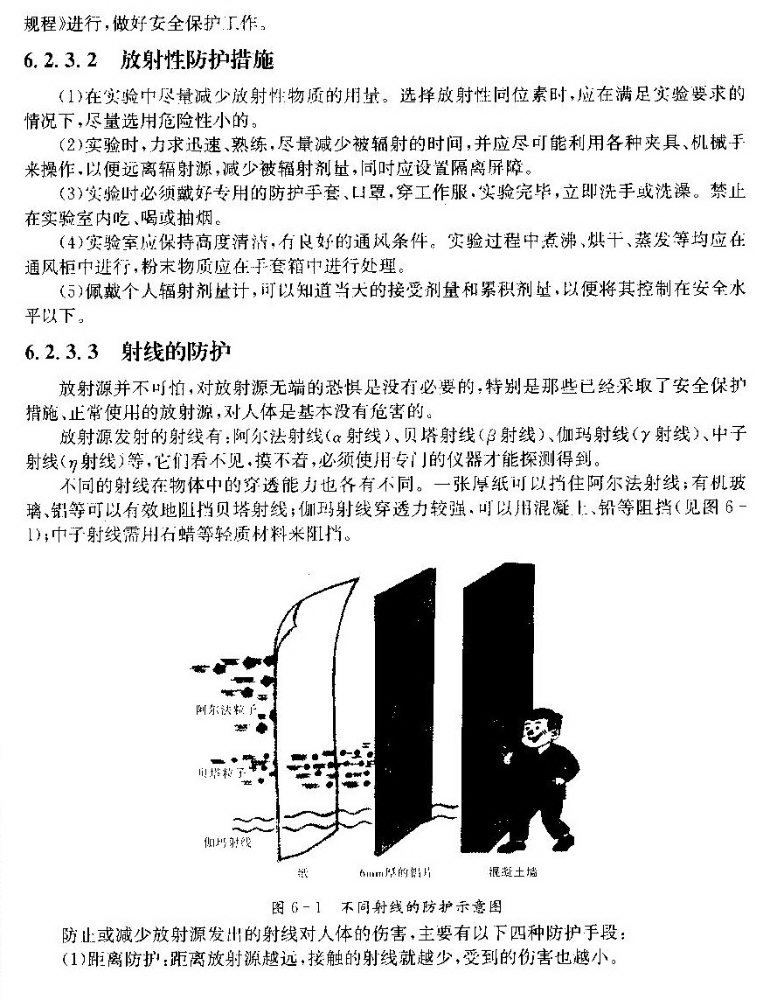 规程》进行,做好安全保护工作。
6.2.3.2 放射性防护措施
(1)在实验中尽量减少放射性物质的用量。选择放射性同位素时,应在满足实验要求的
情况下,尽量选用危险性小的。
(2)实验时,力求迅速、熟练,尽量减少被辐射的时间,并应尽可能利用各种夹具、机械手
来操作,以便远离辐射源,减少被辐射剂量,同时应设置隔离屏障。
(3)实验时必须戴好专用的防护手套、口罩,穿工作服,实验完毕,立即洗手或洗澡。禁止
在实验室内吃、喝或抽烟。
(4)实验室应保持高度清洁,有良好的通风条件。实验过程中煮沸、烘干、蒸发等均应在
通风柜中进行,粉末物质应在手套箱中进行处理。
(5)佩戴个人辐射剂量计,可以知道当天的接受剂量和累积剂量,以便将其控制在安全水
平以下。
6.2.3.3 射线的防护
放射源并不可怕,对放射源无端的恐惧是没有必要的,特别是那些已经采取了安全保护
措施、正常使用的放射源,对人体是基本没有危害的。
放射源发射的射线有:阿尔法射线(α射线)、贝塔射线(β射线)、伽玛射线(γ射线)、中子
射线(η射线)等,它们看不见,摸不着,必须使用专门的仪器才能探测得到。
不同的射线在物体中的穿透能力也各有不同。一张厚纸可以挡住阿尔法射线;有机玻
璃、铝等可以有效地阻挡贝塔射线;伽玛射线穿透力较强,可以用混凝土、铅等阻挡(见图6-
1);中子射线需用石蜡等轻质材料来阻挡。
阿尔法粒子
贝塔粒子
伽玛射线
纸 6mm厚的铝片 混凝土墙
图6-1 不同射线的防护示意图
防止或减少放射源发出的射线对人体的伤害,主要有以下四种防护手段:
(1)距离防护:距离放射源越远,接触的射线就越少,受到的伤害也越小。